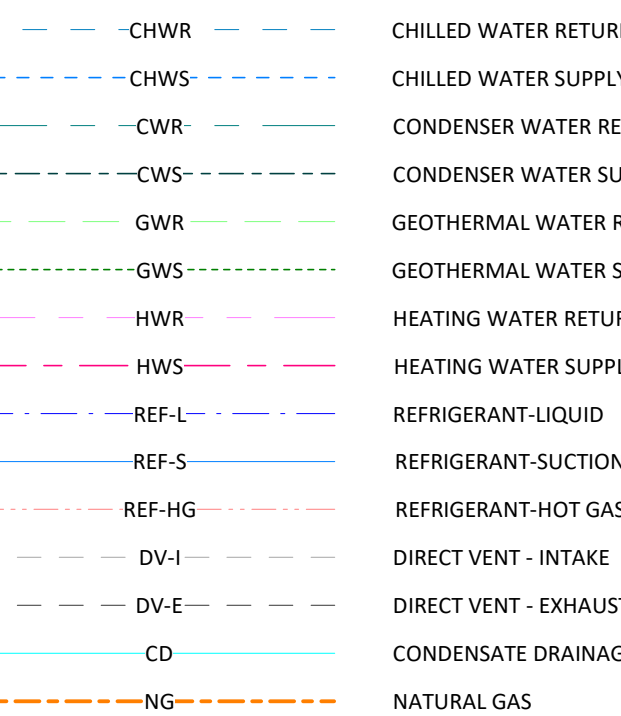 CHWR CHILLED WATER RETUR
CHWS CHILLED WATER SUPPLY
CWR CONDENSER WATER RE
CWS CONDENSER WATER SU
GWR GEOTHERMAL WATER R
GWS GEOTHERMAL WATER S
HWR HEATING WATER RETUR
HWS HEATING WATER SUPPL
REF-L REFRIGERANT-LIQUID
REF-S REFRIGERANT-SUCTION
REF-HG REFRIGERANT-HOT GAS
DV-I DIRECT VENT - INTAKE
DV-E DIRECT VENT - EXHAUST
CD CONDENSATE DRAINAG
NG NATURAL GAS